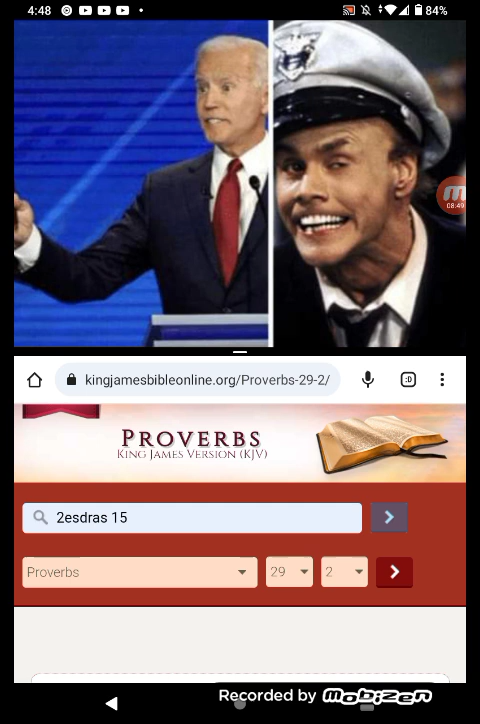 4:48
84%
08:49
kingjamesbibleonline.org/Proverbs-29-2/
:D
PROVERBS
KING JAMES VERSION (KJV)
2esdras 15
Proverbs 29 2
Recorded by Mobizen